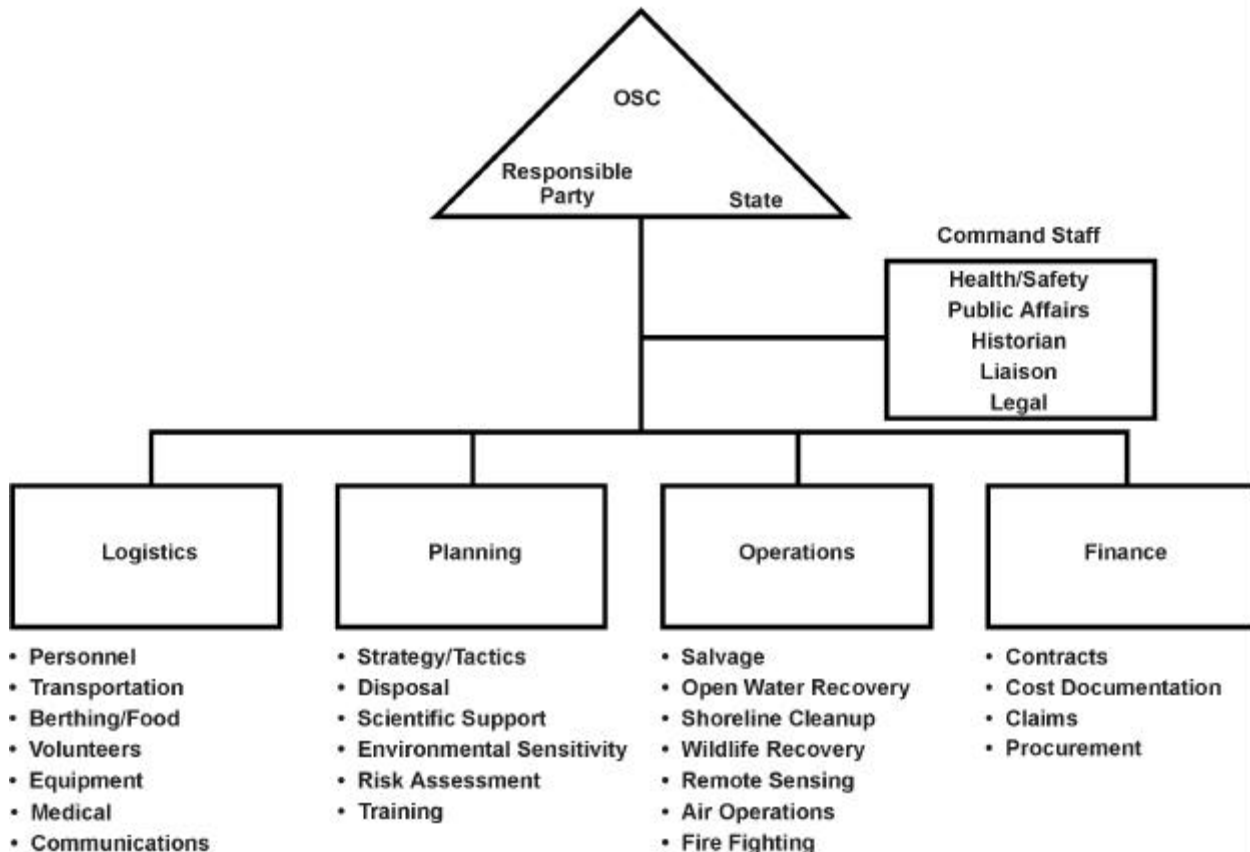 OSC
Responsible
Party
State
Command Staff
Health/Safety
Public Affairs
Historian
Liaison
Legal
Logistics
Planning
Operations
Finance
• Personnel
• Transportation
• Berthing/Food
• Volunteers
• Equipment
• Medical
• Communications
• Strategy/Tactics
• Disposal
• Scientific Support
• Environmental Sensitivity
• Risk Assessment
• Training
• Salvage
• Open Water Recovery
• Shoreline Cleanup
• Wildlife Recovery
• Remote Sensing
• Air Operations
• Fire Fighting
• Contracts
• Cost Documentation
• Claims
• Procurement